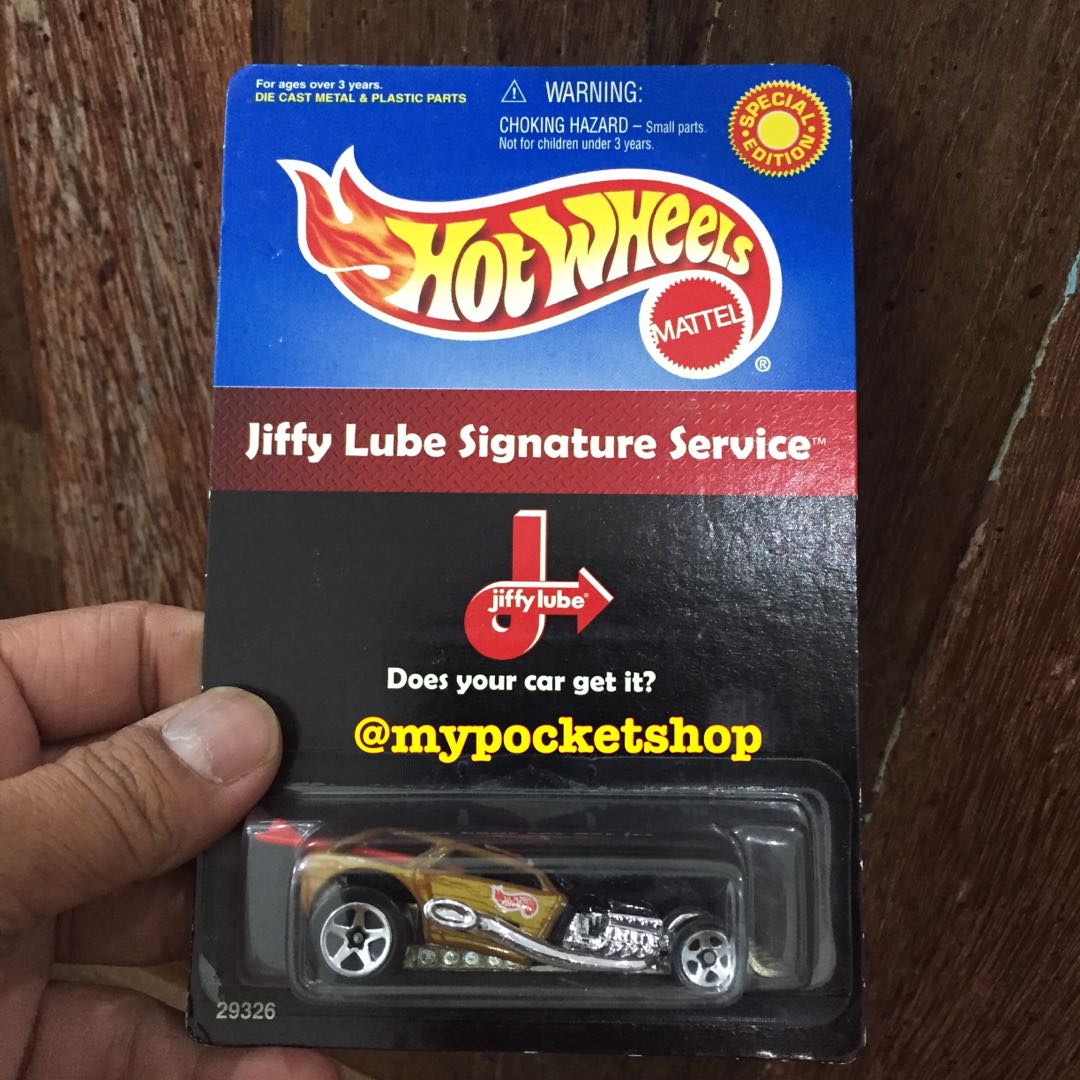 For ages over 3 years.
DIE CAST METAL & PLASTIC PARTS
⚠ WARNING:
CHOKING HAZARD – Small parts.
Not for children under 3 years.
SPECIAL
• EDITION •
HOT WHEELS
MATTEL
®
Jiffy Lube Signature Service™
jiffy lube®
Does your car get it?
@mypocketshop
29326